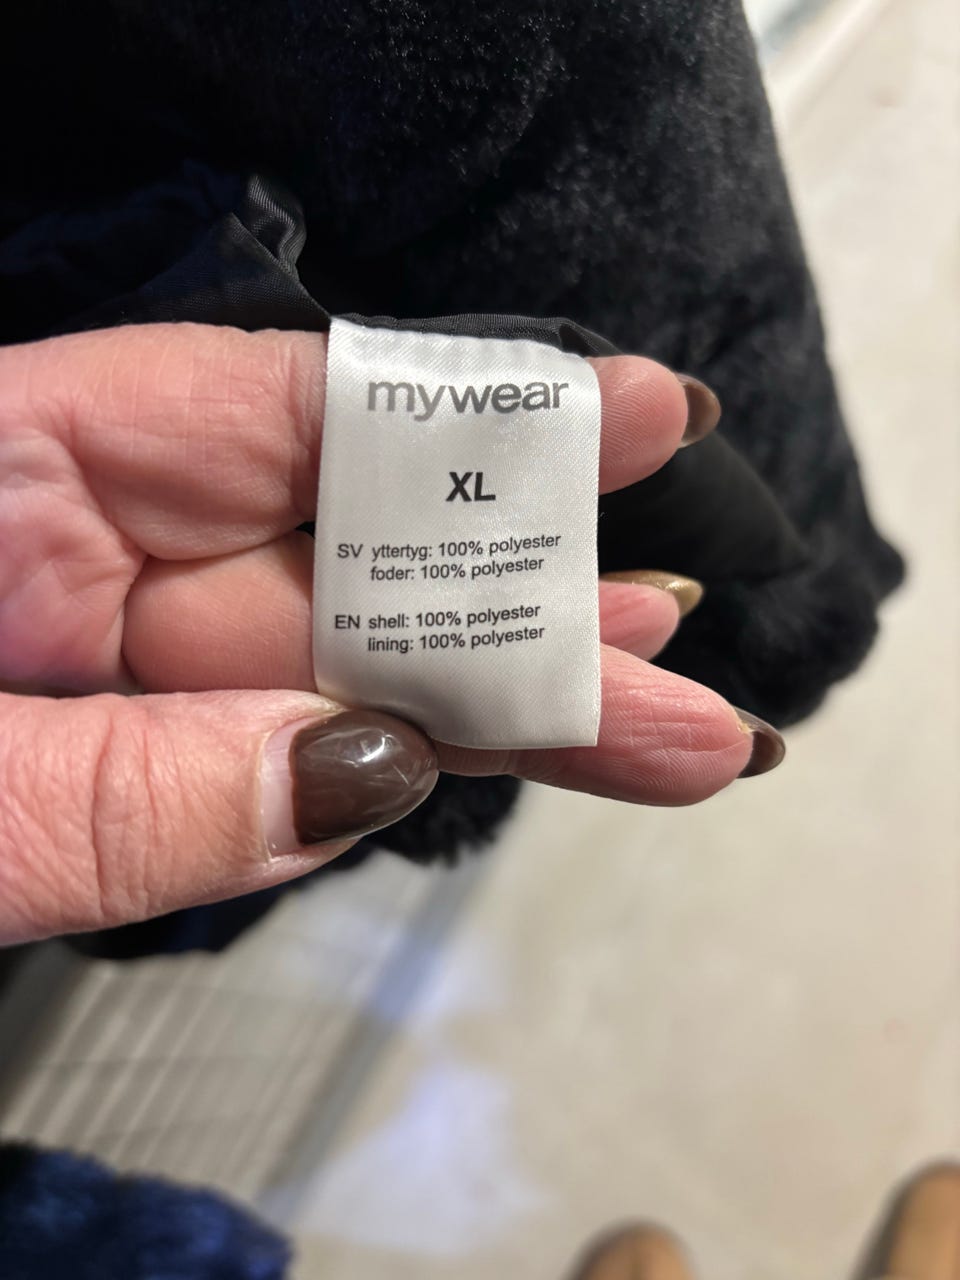 mywear
XL
SV yttertyg: 100% polyester
foder: 100% polyester
EN shell: 100% polyester
lining: 100% polyester